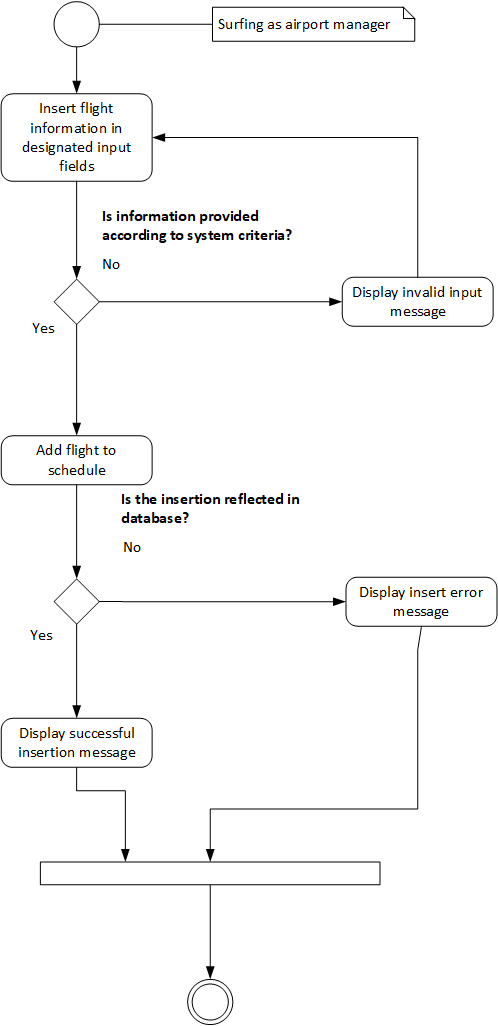 Surfing as airport manager
Insert flight
information in
designated input
fields
Is information provided
according to system criteria?
No
Display invalid input
message
Yes
Add flight to
schedule
Is the insertion reflected in
database?
No
Display insert error
message
Yes
Display successful
insertion message